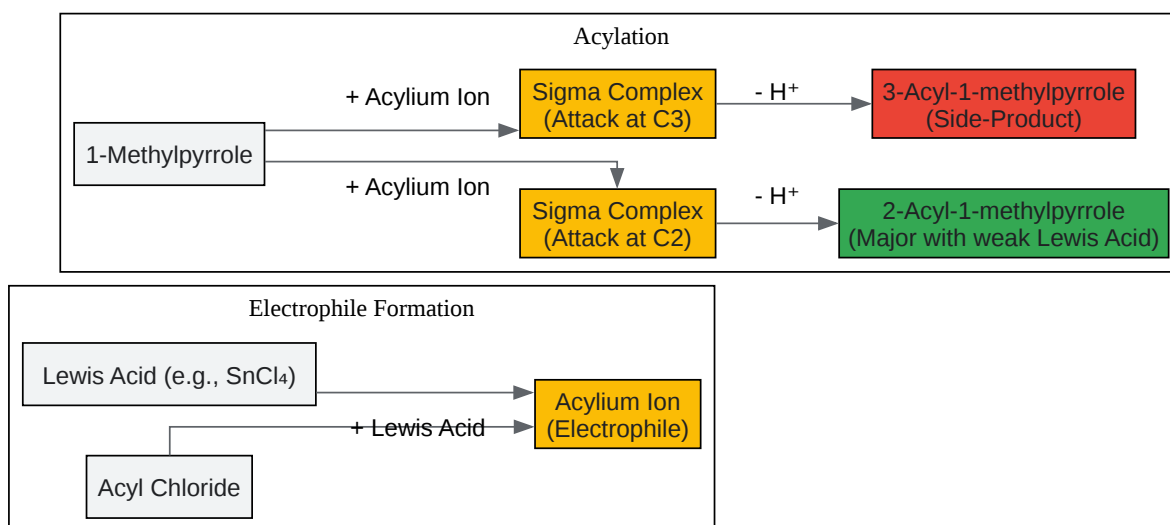 Acylation
+ Acylium Ion
Sigma Complex
(Attack at C3)
- H⁺
3-Acyl-1-methylpyrrole
(Side-Product)
1-Methylpyrrole
+ Acylium Ion
Sigma Complex
(Attack at C2)
- H⁺
2-Acyl-1-methylpyrrole
(Major with weak Lewis Acid)
Electrophile Formation
Lewis Acid (e.g., SnCl₄)
Acylium Ion
(Electrophile)
+ Lewis Acid
Acyl Chloride